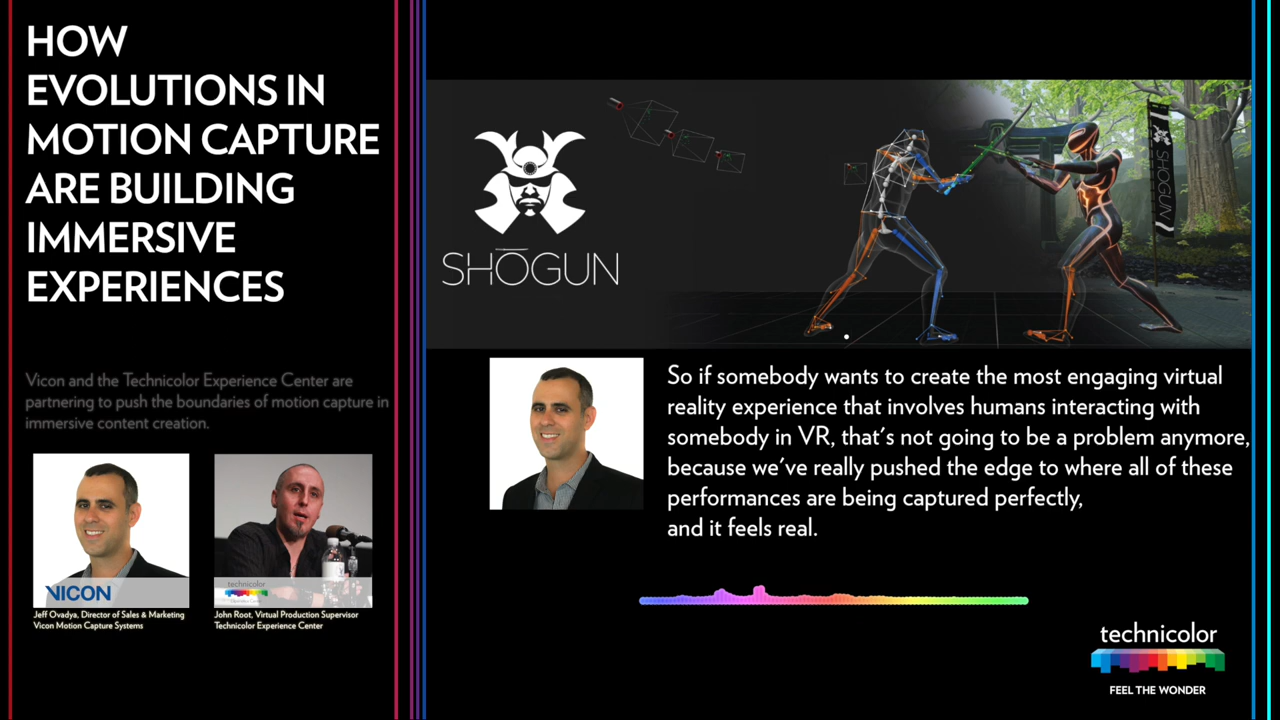 HOW
EVOLUTIONS IN
MOTION CAPTURE
ARE BUILDING
IMMERSIVE
EXPERIENCES
Vicon and the Technicolor Experience Center are
partnering to push the boundaries of motion capture in
immersive content creation.
VICON
Jeff Ovadya, Director of Sales & Marketing
Vicon Motion Capture Systems
technicolor
John Root, Virtual Production Supervisor
Technicolor Experience Center
SHŌGUN
SHOGUN
So if somebody wants to create the most engaging virtual
reality experience that involves humans interacting with
somebody in VR, that's not going to be a problem anymore,
because we've really pushed the edge to where all of these
performances are being captured perfectly,
and it feels real.
technicolor
FEEL THE WONDER